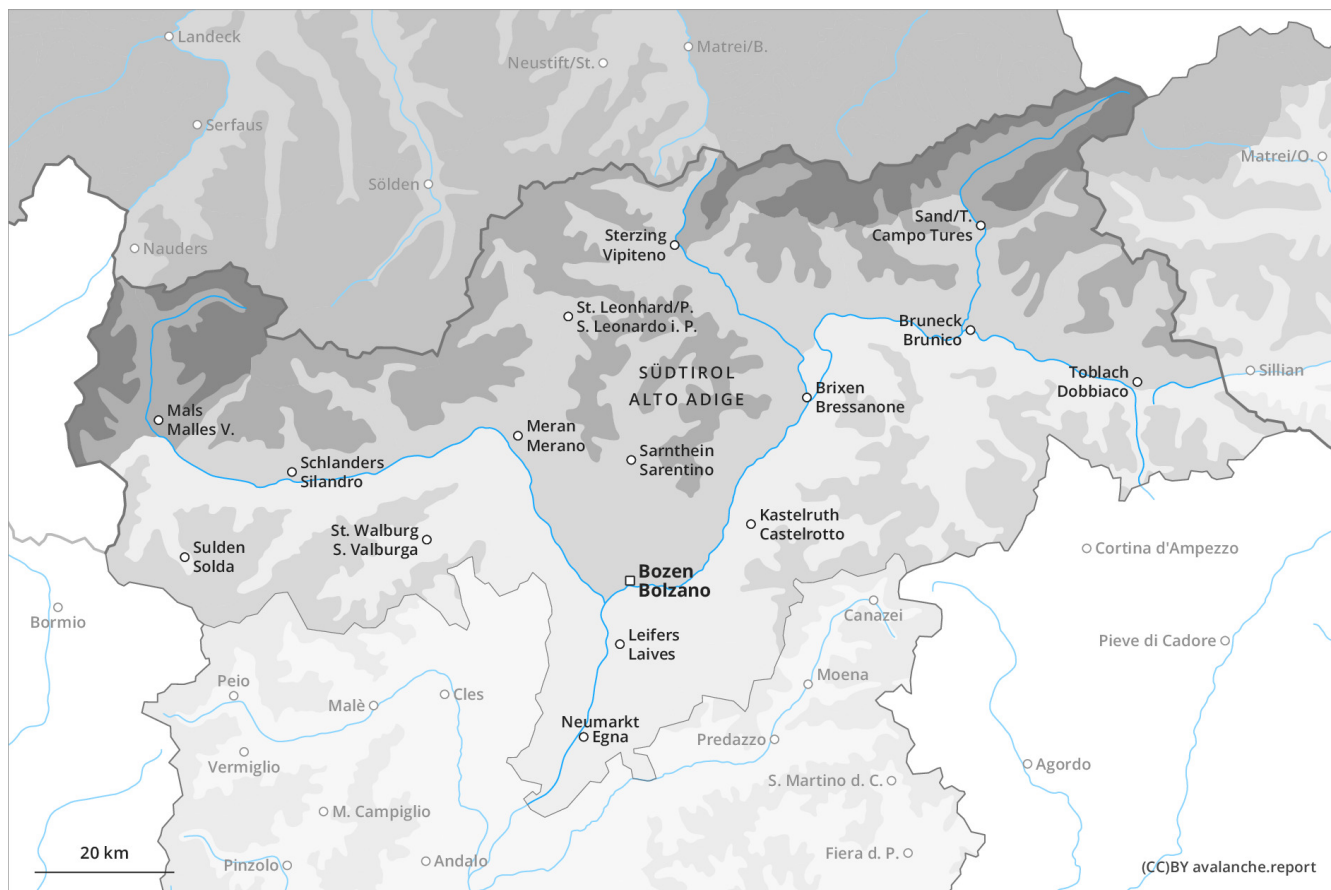 Landeck
Matrei/B.
Neustift/St.
Serfaus
Matrei/O.
Sölden
Sand/T.
Campo Tures
Sterzing
Vipiteno
Nauders
St. Leonhard/P.
S. Leonardo i. P.
Bruneck
Brunico
SÜDTIROL
ALTO ADIGE
Toblach
Dobbiaco
Sillian
Brixen
Bressanone
Mals
Malles V.
Meran
Merano
Schlanders
Silandro
Sarnthein
Sarentino
Kastelruth
Castelrotto
St. Walburg
S. Valburga
Sulden
Solda
Cortina d'Ampezzo
Bozen
Bolzano
Bormio
Canazei
Leifers
Laives
Pieve di Cadore
Peio
Malè
Cles
Moena
Neumarkt
Egna
Predazzo
Vermiglio
Agordo
S. Martino d. C.
M. Campiglio
20 km
Pinzolo
Andalo
Fiera d. P.
(CC)BY avalanche.report